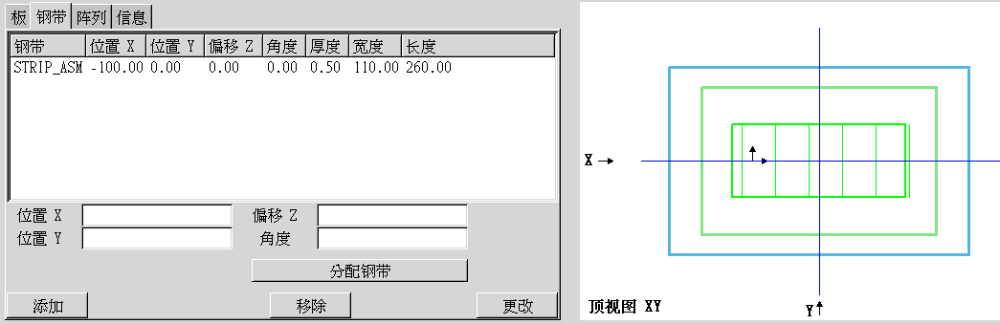 板 钢带 阵列 信息
钢带 位置 X 位置 Y 偏移 Z 角度 厚度 宽度 长度
STRIP_ASM -100.00 0.00 0.00 0.00 0.50 110.00 260.00
位置 X 偏移 Z
位置 Y 角度
分配钢带
添加 移除 更改
X
Y
顶视图 XY